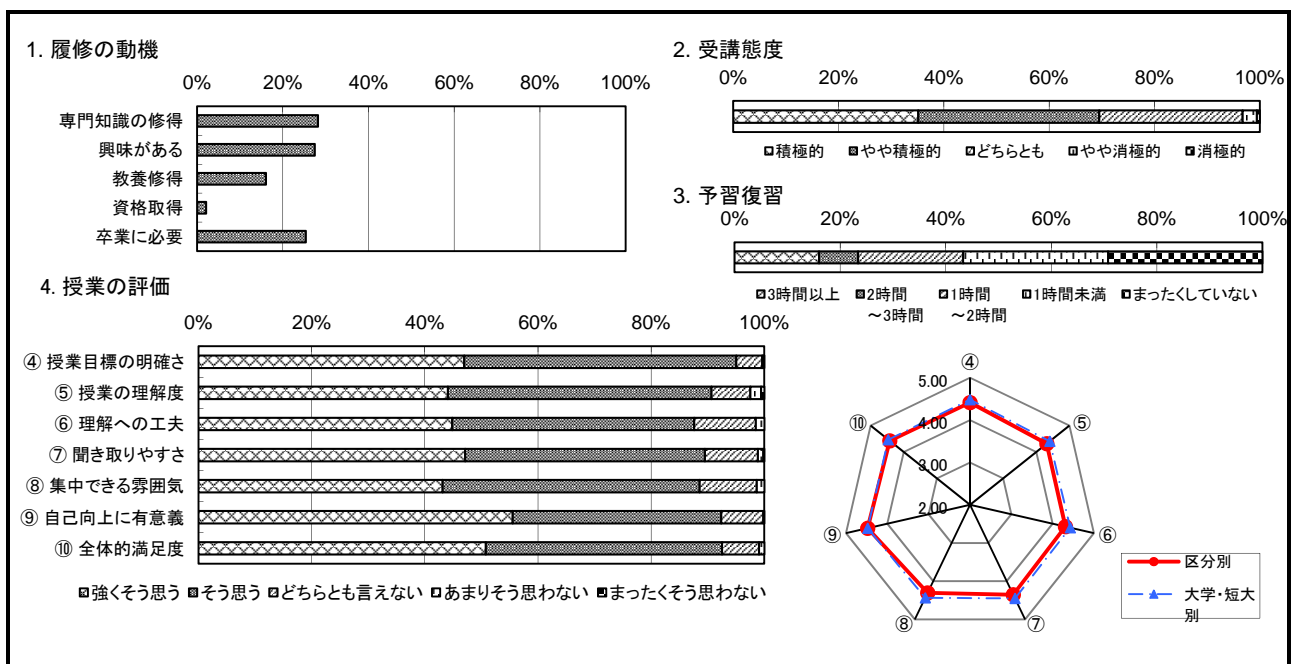 1. 履修の動機
0% 20% 40% 60% 80% 100%
専門知識の修得
興味がある
教養修得
資格取得
卒業に必要
2. 受講態度
0% 20% 40% 60% 80% 100%
積極的 やや積極的 どちらとも やや消極的 消極的
3. 予習復習
0% 20% 40% 60% 80% 100%
3時間以上 2時間 1時間 1時間未満 まったくしていない
～3時間 ～2時間
4. 授業の評価
0% 20% 40% 60% 80% 100%
④ 授業目標の明確さ
⑤ 授業の理解度
⑥ 理解への工夫
⑦ 聞き取りやすさ
⑧ 集中できる雰囲気
⑨ 自己向上に有意義
⑩ 全体的満足度
強くそう思う そう思う どちらとも言えない あまりそう思わない まったくそう思わない
④
5.00
⑩ ⑤
4.00
3.00
2.00
⑨ ⑥
⑧ ⑦
区分別
大学・短大
別